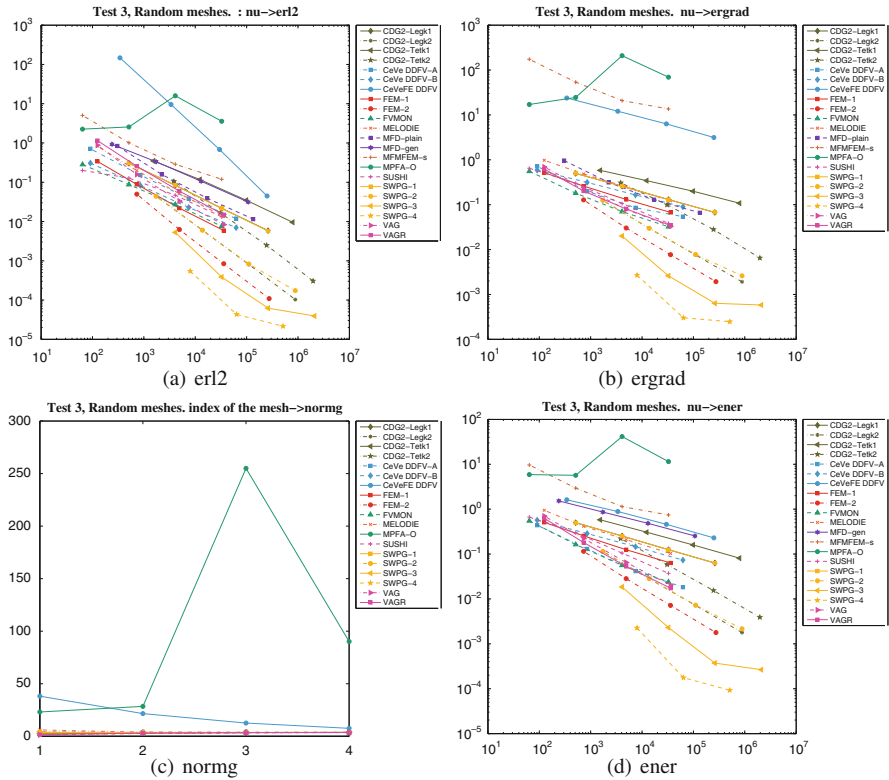 Test 3, Random meshes. : nu->erl2
10^2
10^1
10^0
10^-1
10^-2
10^-3
10^-4
10^-5
10^1 10^2 10^3 10^4 10^5 10^6 10^7
CDG2-Legk1
CDG2-Legk2
CDG2-Tetk1
CDG2-Tetk2
CeVe DDFV-A
CeVe DDFV-B
CeVeFE DDFV
FEM-1
FEM-2
FVMON
MELODIE
MFD-plain
MFD-gen
MFMFEM-s
MPFA-O
SUSHI
SWPG-1
SWPG-2
SWPG-3
SWPG-4
VAG
VAGR
(a) erl2
Test 3, Random meshes. nu->ergrad
10^3
10^2
10^1
10^0
10^-1
10^-2
10^-3
10^-4
10^1 10^2 10^3 10^4 10^5 10^6 10^7
CDG2-Legk1
CDG2-Legk2
CDG2-Tetk1
CDG2-Tetk2
CeVe DDFV-A
CeVe DDFV-B
CeVeFE DDFV
FEM-1
FEM-2
FVMON
MELODIE
MFD-plain
MFMFEM-s
MPFA-O
SUSHI
SWPG-1
SWPG-2
SWPG-3
SWPG-4
VAG
VAGR
(b) ergrad
Test 3, Random meshes. index of the mesh->normg
300
250
200
150
100
50
0
1 2 3 4
CDG2-Legk1
CDG2-Legk2
CDG2-Tetk1
CDG2-Tetk2
CeVe DDFV-A
CeVe DDFV-B
CeVeFE DDFV
FEM-1
FEM-2
FVMON
MELODIE
MPFA-O
SUSHI
SWPG-1
SWPG-2
SWPG-3
SWPG-4
VAG
VAGR
(c) normg
Test 3, Random meshes. nu->ener
10^2
10^1
10^0
10^-1
10^-2
10^-3
10^-4
10^-5
10^1 10^2 10^3 10^4 10^5 10^6 10^7
CDG2-Legk1
CDG2-Legk2
CDG2-Tetk1
CDG2-Tetk2
CeVe DDFV-A
CeVe DDFV-B
CeVeFE DDFV
FEM-1
FEM-2
FVMON
MELODIE
MFD-gen
MFMFEM-s
MPFA-O
SUSHI
SWPG-1
SWPG-2
SWPG-3
SWPG-4
VAG
VAGR
(d) ener